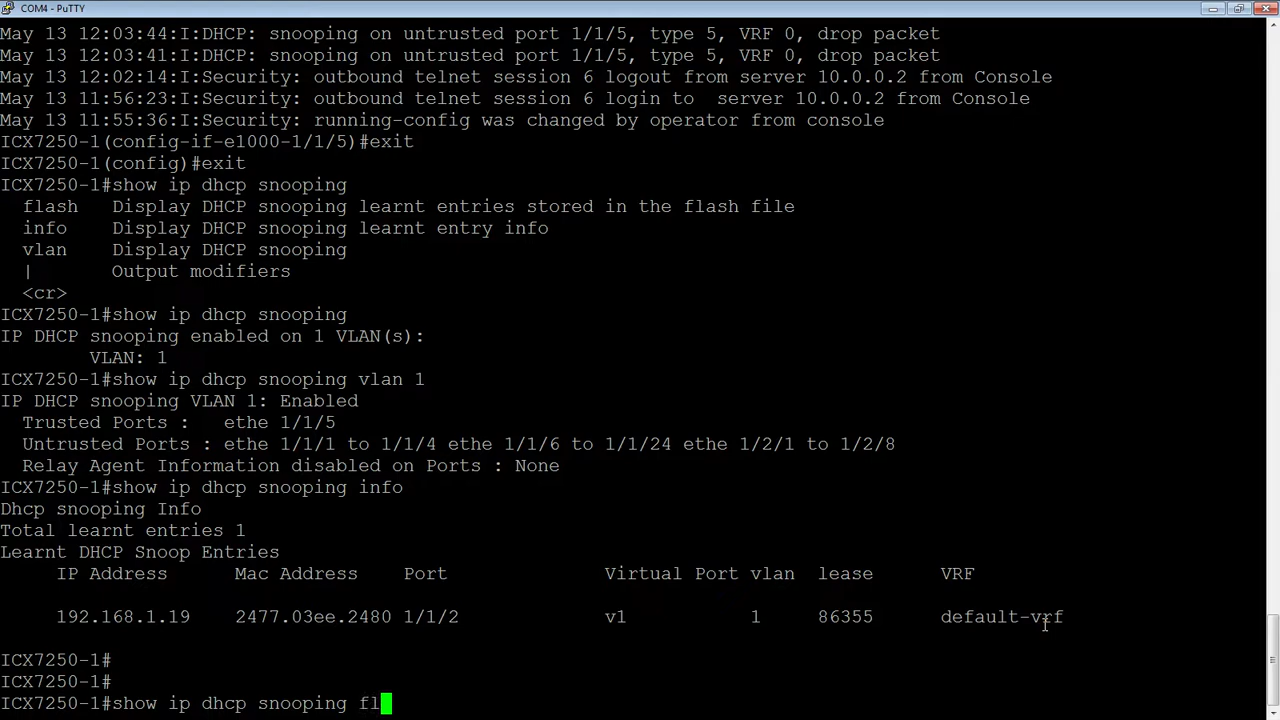 COM4 - PuTTY
May 13 12:03:44:I:DHCP: snooping on untrusted port 1/1/5, type 5, VRF 0, drop packet
May 13 12:03:41:I:DHCP: snooping on untrusted port 1/1/5, type 5, VRF 0, drop packet
May 13 12:02:14:I:Security: outbound telnet session 6 logout from server 10.0.0.2 from Console
May 13 11:56:23:I:Security: outbound telnet session 6 login to  server 10.0.0.2 from Console
May 13 11:55:36:I:Security: running-config was changed by operator from console
ICX7250-1(config-if-e1000-1/1/5)#exit
ICX7250-1(config)#exit
ICX7250-1#show ip dhcp snooping
  flash   Display DHCP snooping learnt entries stored in the flash file
  info    Display DHCP snooping learnt entry info
  vlan    Display DHCP snooping
  |       Output modifiers
  <cr>
ICX7250-1#show ip dhcp snooping
IP DHCP snooping enabled on 1 VLAN(s):
        VLAN: 1
ICX7250-1#show ip dhcp snooping vlan 1
IP DHCP snooping VLAN 1: Enabled
  Trusted Ports :   ethe 1/1/5
  Untrusted Ports : ethe 1/1/1 to 1/1/4 ethe 1/1/6 to 1/1/24 ethe 1/2/1 to 1/2/8
  Relay Agent Information disabled on Ports : None
ICX7250-1#show ip dhcp snooping info
Dhcp snooping Info
Total learnt entries 1
Learnt DHCP Snoop Entries
     IP Address      Mac Address    Port              Virtual Port vlan  lease      VRF
     192.168.1.19    2477.03ee.2480 1/1/2             v1           1     86355      default-vrf
ICX7250-1#
ICX7250-1#
ICX7250-1#show ip dhcp snooping fl